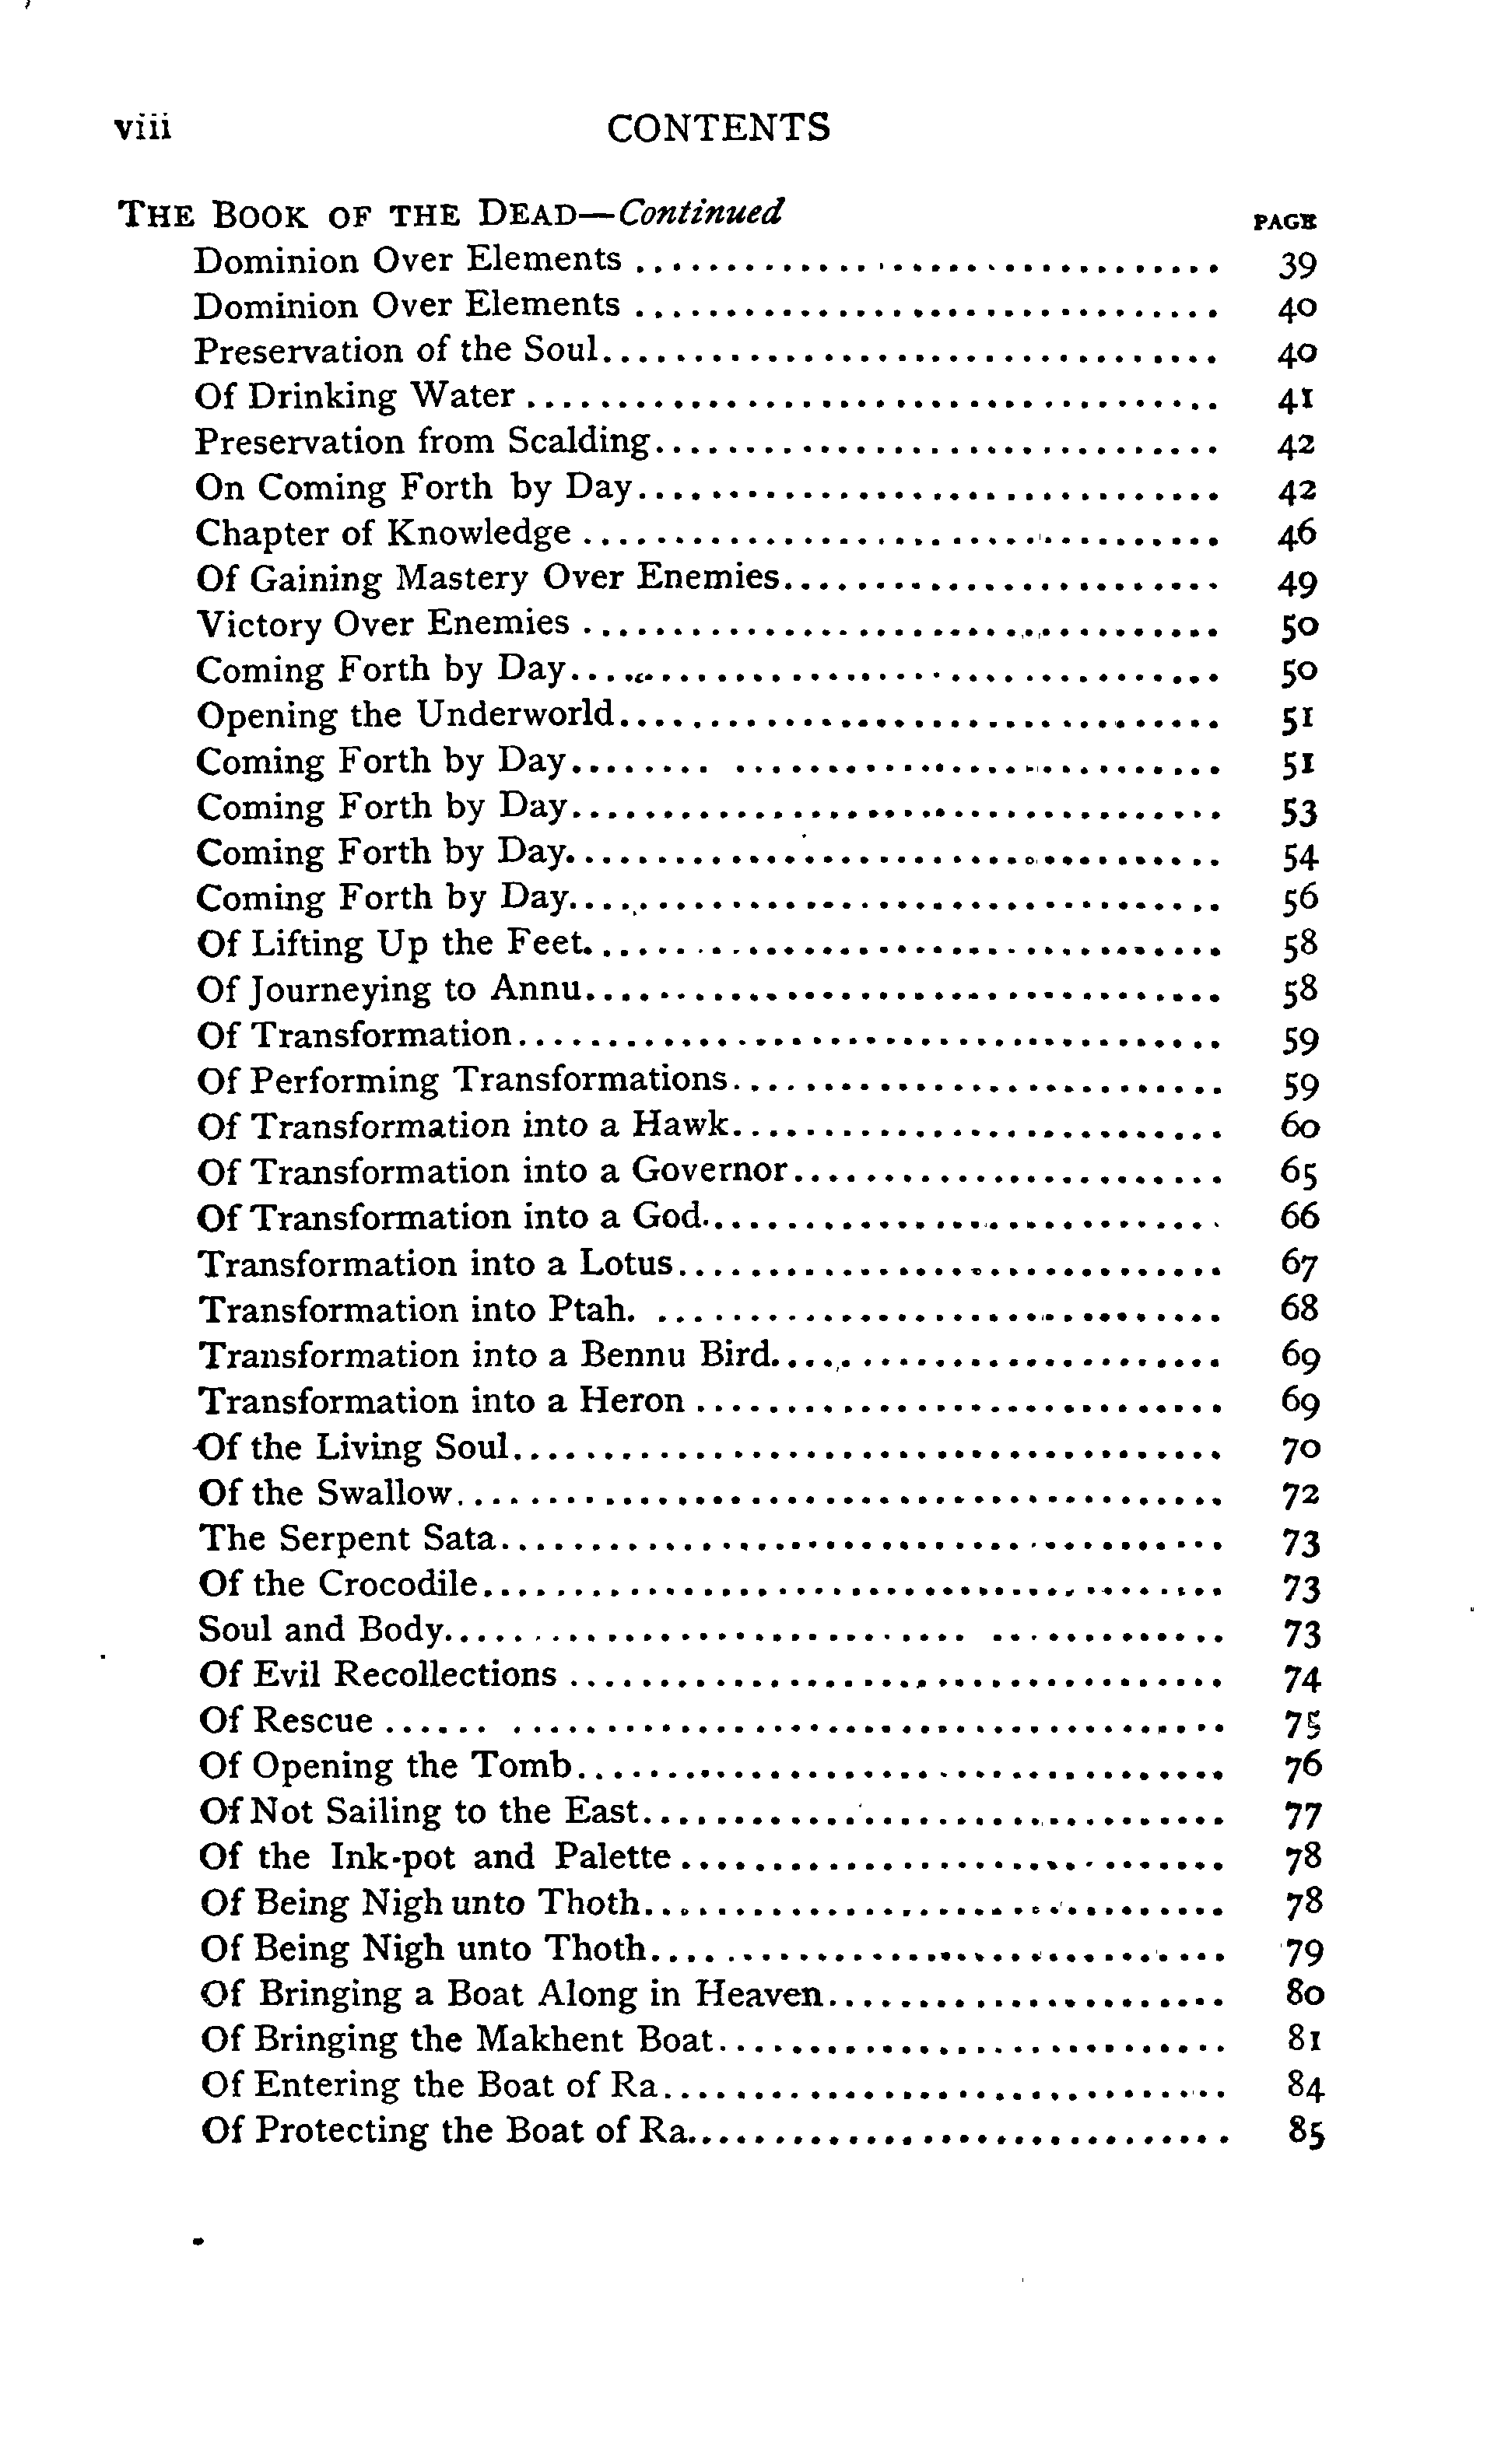 viii CONTENTS
THE BOOK OF THE DEAD—Continued PAGE
Dominion Over Elements 39
Dominion Over Elements 40
Preservation of the Soul 40
Of Drinking Water 41
Preservation from Scalding 42
On Coming Forth by Day 42
Chapter of Knowledge 46
Of Gaining Mastery Over Enemies 49
Victory Over Enemies 50
Coming Forth by Day 50
Opening the Underworld 51
Coming Forth by Day 51
Coming Forth by Day 53
Coming Forth by Day 54
Coming Forth by Day 56
Of Lifting Up the Feet 58
Of Journeying to Annu 58
Of Transformation 59
Of Performing Transformations 59
Of Transformation into a Hawk 60
Of Transformation into a Governor 65
Of Transformation into a God 66
Transformation into a Lotus 67
Transformation into Ptah 68
Transformation into a Bennu Bird 69
Transformation into a Heron 69
Of the Living Soul 70
Of the Swallow 72
The Serpent Sata 73
Of the Crocodile 73
Soul and Body 73
Of Evil Recollections 74
Of Rescue 75
Of Opening the Tomb 76
Of Not Sailing to the East 77
Of the Ink-pot and Palette 78
Of Being Nigh unto Thoth 78
Of Being Nigh unto Thoth 79
Of Bringing a Boat Along in Heaven 80
Of Bringing the Makhent Boat 81
Of Entering the Boat of Ra 84
Of Protecting the Boat of Ra 85